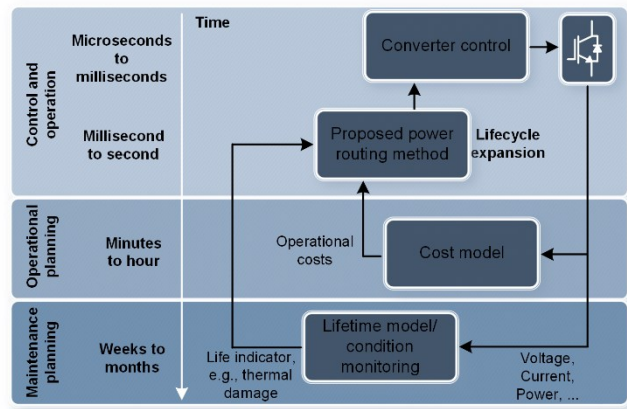 Control and
operation
Microseconds
to
milliseconds
Time
Converter control
Millisecond
to second
Proposed power
routing method
Lifecycle
expansion
Operational
planning
Minutes
to hour
Operational
costs
Cost model
Maintenance
planning
Weeks to
months
Life indicator,
e.g., thermal
damage
Lifetime model/
condition
monitoring
Voltage,
Current,
Power, ...